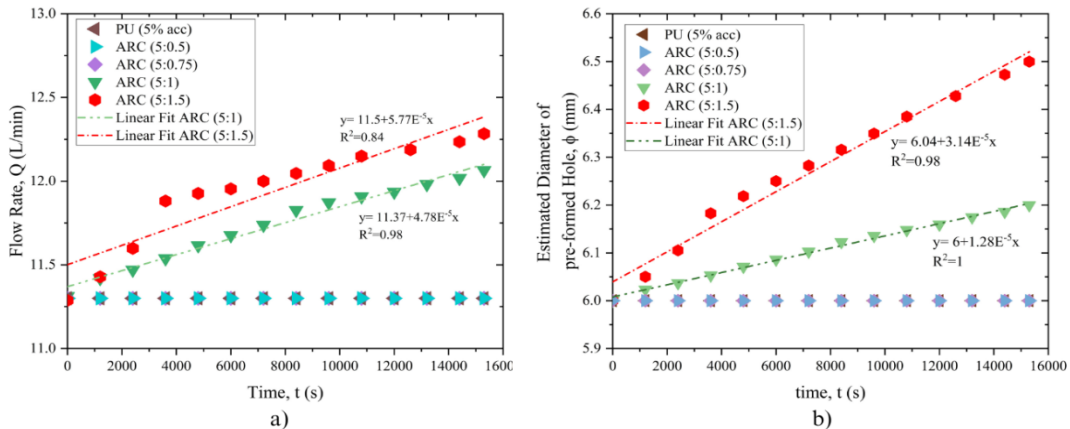 a)
PU (5% acc)
ARC (5:0.5)
ARC (5:0.75)
ARC (5:1)
ARC (5:1.5)
Linear Fit ARC (5:1)
Linear Fit ARC (5:1.5)
13.0
12.5
12.0
11.5
11.0
Flow Rate, Q (L/min)
y= 11.5+5.77E⁻⁵x
R²=0.84
y= 11.37+4.78E⁻⁵x
R²=0.98
0 2400 4800 7200 9600 12000 14400 1680
Time, t (s)
a)
b)
PU (5% acc)
ARC (5:0.5)
ARC (5:0.75)
ARC (5:1)
ARC (5:1.5)
Linear Fit ARC (5:1.5)
Linear Fit ARC (5:1)
6.6
6.5
6.4
6.3
6.2
6.1
6.0
5.9
Estimated Diameter of
pre-formed Hole, ϕ (mm)
y= 6.04+3.14E⁻⁵x
R²=0.98
y= 6+1.28E⁻⁵x
R²=1
0 2000 4000 6000 8000 10000 12000 14000 16000
time, t (s)
b)